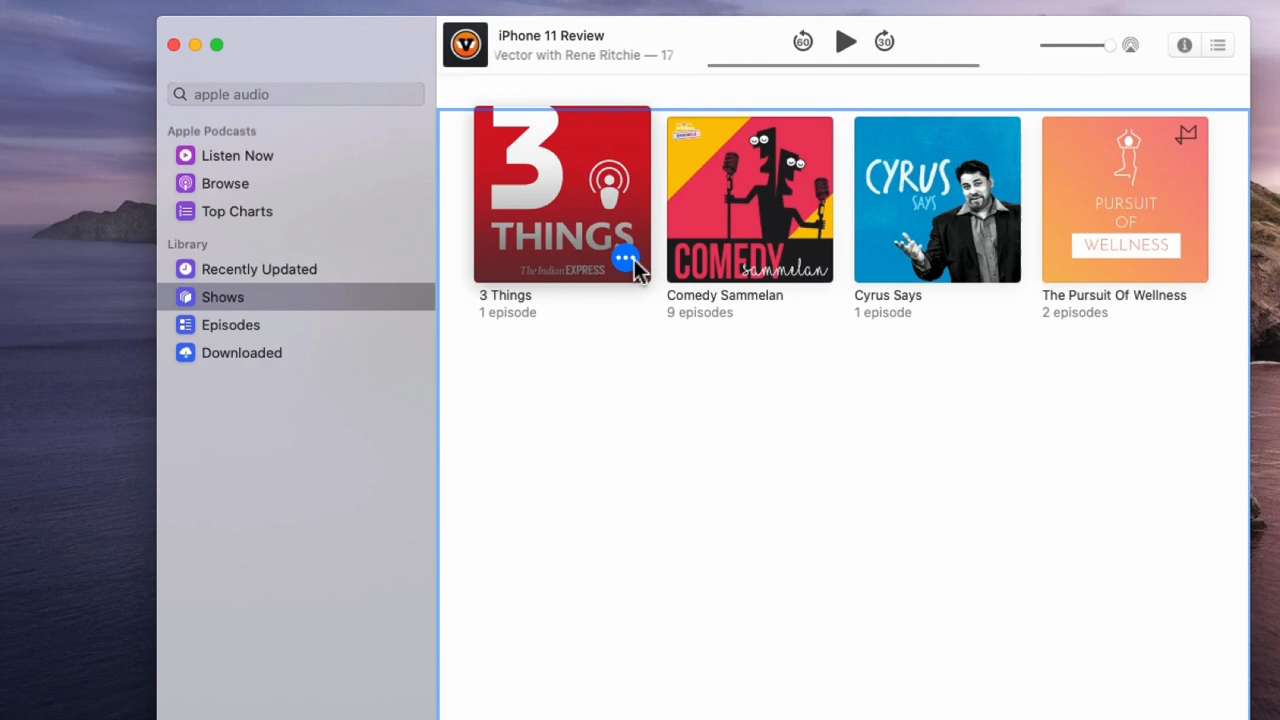 iPhone 11 Review
Vector with Rene Ritchie — 17
60
30
apple audio
Apple Podcasts
Listen Now
Browse
Top Charts
Library
Recently Updated
Shows
Episodes
Downloaded
3
THINGS
The Indian EXPRESS
3 Things
1 episode
COMEDY
sammelan
Comedy Sammelan
9 episodes
CYRUS
SAYS
Cyrus Says
1 episode
PURSUIT
OF
WELLNESS
The Pursuit Of Wellness
2 episodes